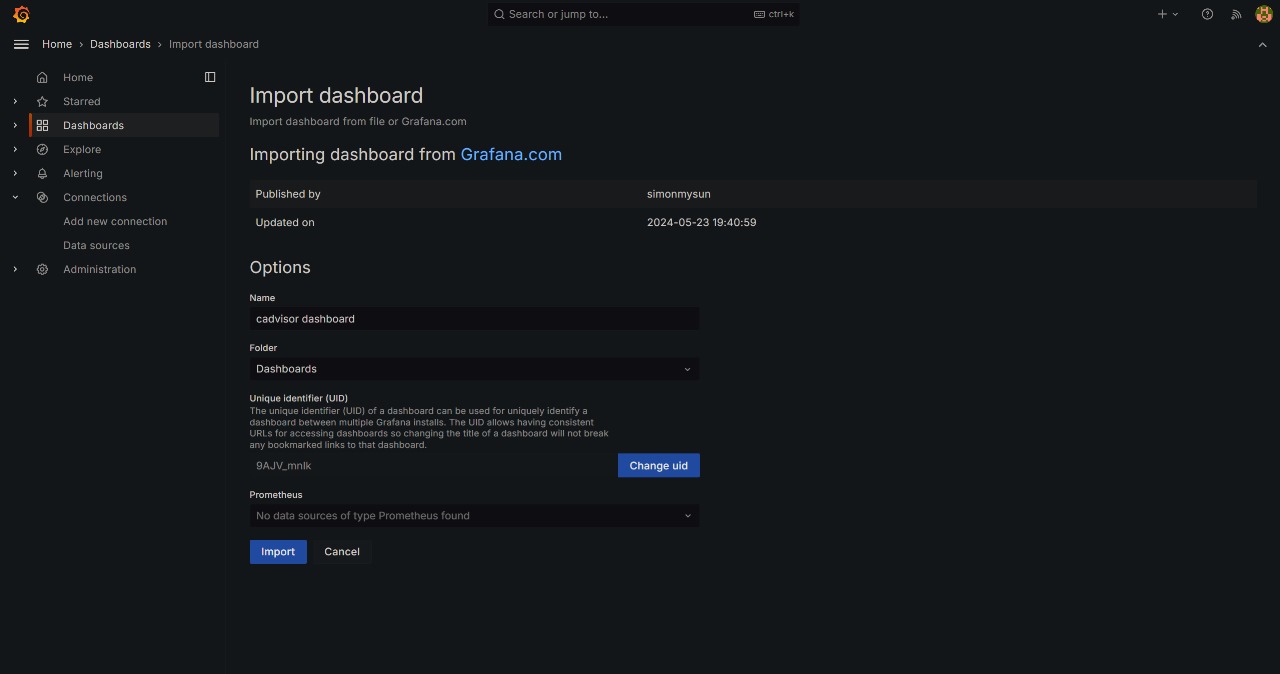 Search or jump to...
ctrl+k
Home › Dashboards › Import dashboard
Home
Starred
Dashboards
Explore
Alerting
Connections
Add new connection
Data sources
Administration
Import dashboard
Import dashboard from file or Grafana.com
Importing dashboard from Grafana.com
Published by simonmysun
Updated on 2024-05-23 19:40:59
Options
Name
cadvisor dashboard
Folder
Dashboards
Unique identifier (UID)
The unique identifier (UID) of a dashboard can be used for uniquely identify a
dashboard between multiple Grafana installs. The UID allows having consistent
URLs for accessing dashboards so changing the title of a dashboard will not break
any bookmarked links to that dashboard.
9AJV_mnIk
Change uid
Prometheus
No data sources of type Prometheus found
Import
Cancel